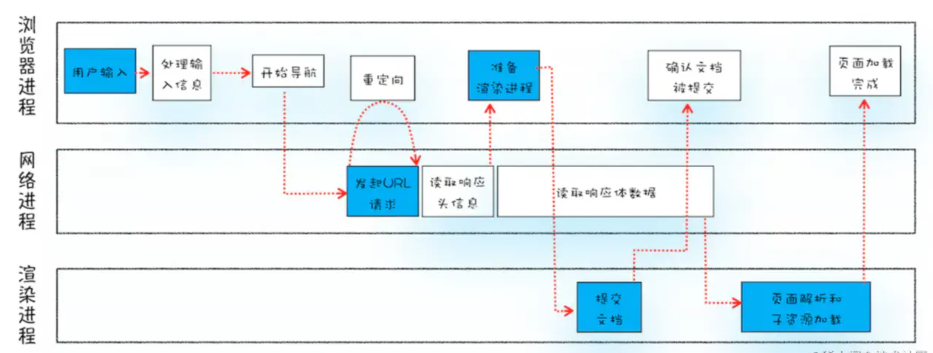 浏览器进程
用户输入
处理输
入信息
开始导航
重定向
准备
渲染进程
确认文档
被提交
页面加载
完成
网络进程
发起URL
请求
读取响应
头信息
读取响应体数据
渲染进程
提交
文档
页面解析和
子资源加载